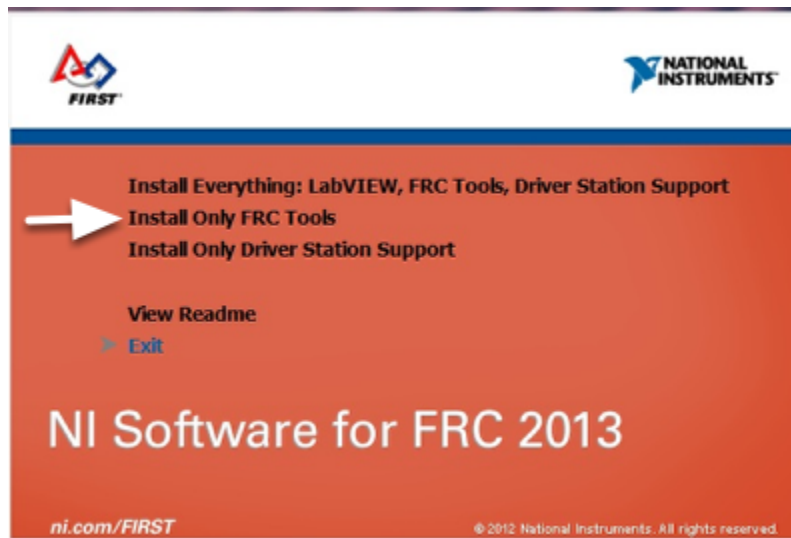 FIRST
NATIONAL
INSTRUMENTS
Install Everything: LabVIEW, FRC Tools, Driver Station Support
Install Only FRC Tools
Install Only Driver Station Support
View Readme
Exit
NI Software for FRC 2013
ni.com/FIRST
© 2012 National Instruments. All rights reserved.